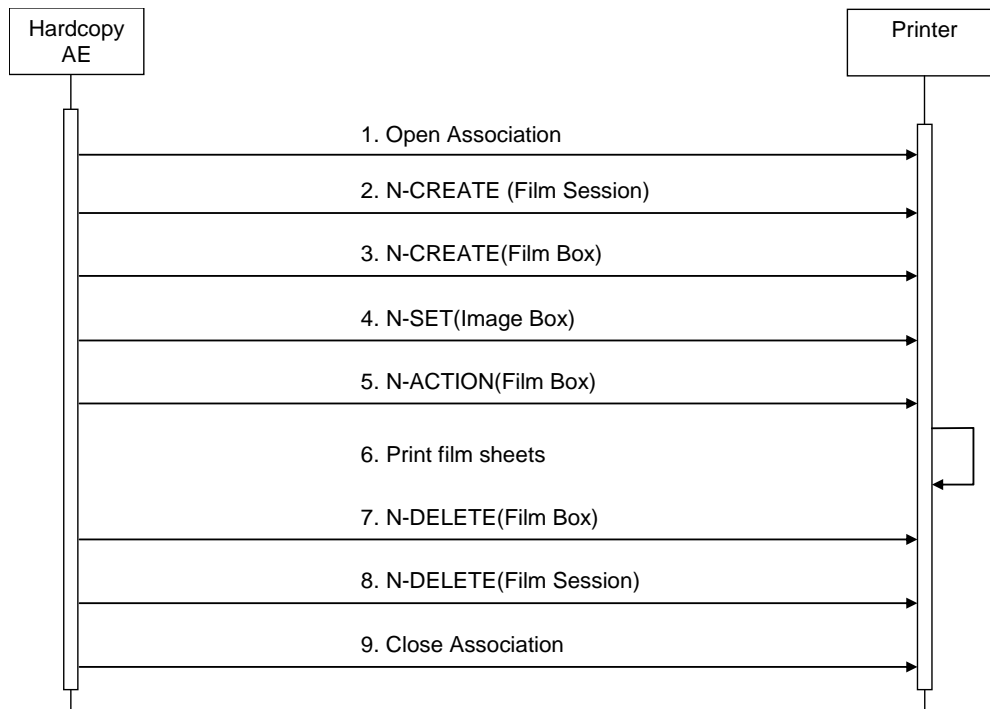 Hardcopy
AE
Printer
1. Open Association
2. N-CREATE (Film Session)
3. N-CREATE(Film Box)
4. N-SET(Image Box)
5. N-ACTION(Film Box)
6. Print film sheets
7. N-DELETE(Film Box)
8. N-DELETE(Film Session)
9. Close Association